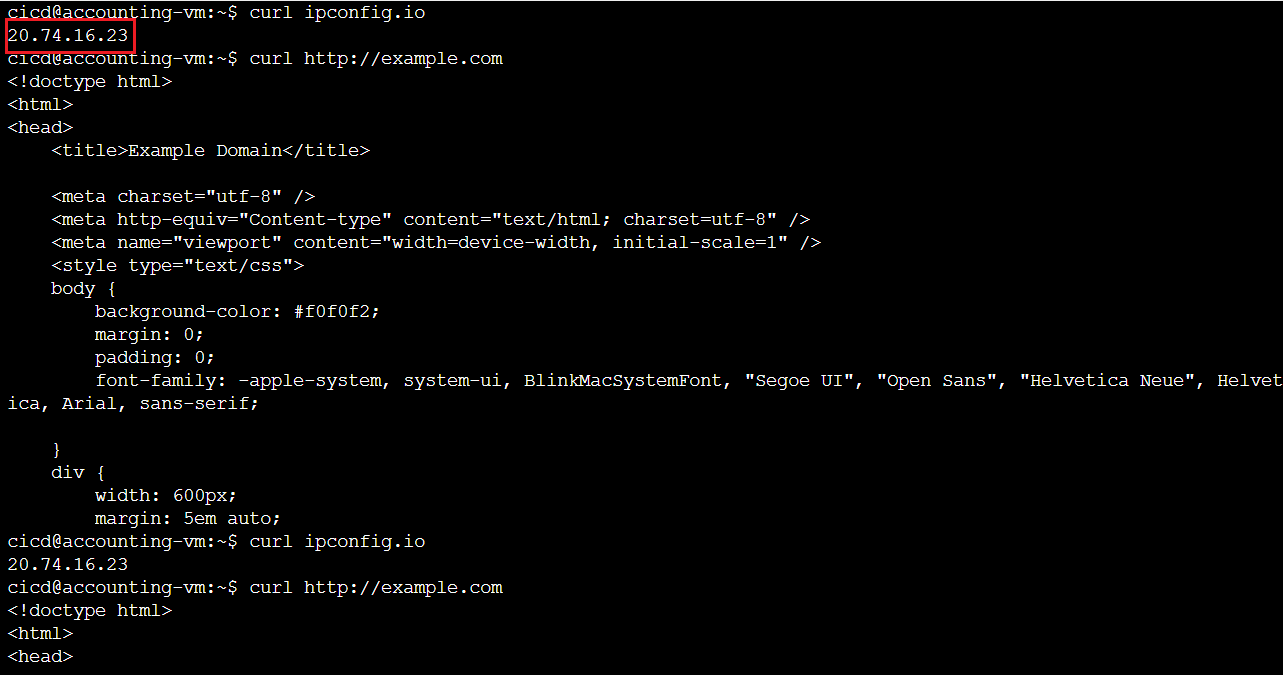 cicd@accounting-vm:~$ curl ipconfig.io
20.74.16.23
cicd@accounting-vm:~$ curl http://example.com
<!doctype html>
<html>
<head>
    <title>Example Domain</title>

    <meta charset="utf-8" />
    <meta http-equiv="Content-type" content="text/html; charset=utf-8" />
    <meta name="viewport" content="width=device-width, initial-scale=1" />
    <style type="text/css">
    body {
        background-color: #f0f0f2;
        margin: 0;
        padding: 0;
        font-family: -apple-system, system-ui, BlinkMacSystemFont, "Segoe UI", "Open Sans", "Helvetica Neue", Helvet
ica, Arial, sans-serif;

    }
    div {
        width: 600px;
        margin: 5em auto;
cicd@accounting-vm:~$ curl ipconfig.io
20.74.16.23
cicd@accounting-vm:~$ curl http://example.com
<!doctype html>
<html>
<head>